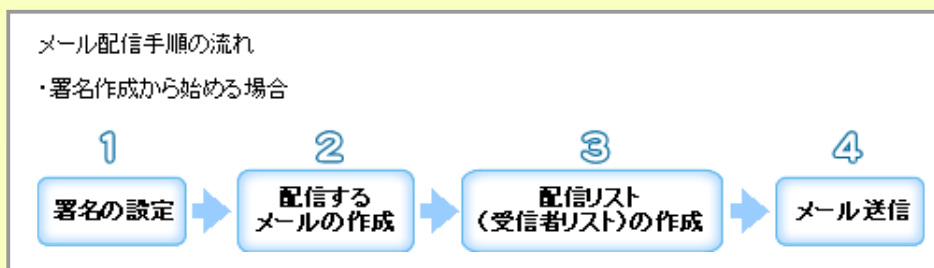 メール配信手順の流れ
・署名作成から始める場合
1
2
3
4
署名の設定
配信する
メールの作成
配信リスト
(受信者リスト)の作成
メール送信